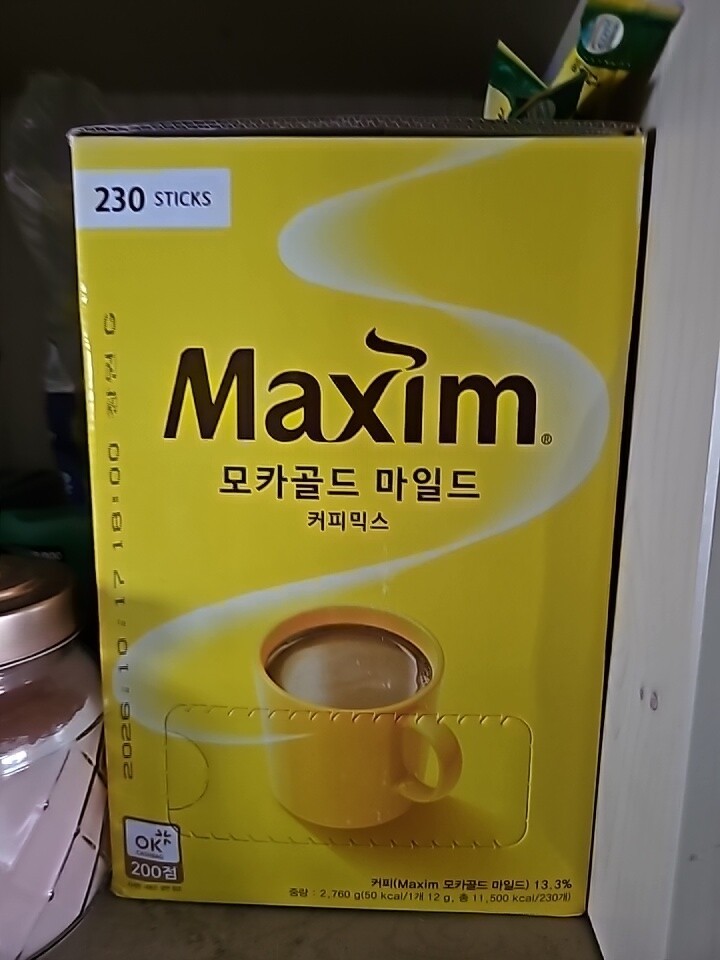 230 STICKS
Maxim®
모카골드 마일드
커피믹스
2026/10/17 18:00
OK
200점
커피(Maxim 모카골드 마일드) 13.3%
중량 : 2,760 g(50 kcal/1개 12 g, 총 11,500 kcal/230개)